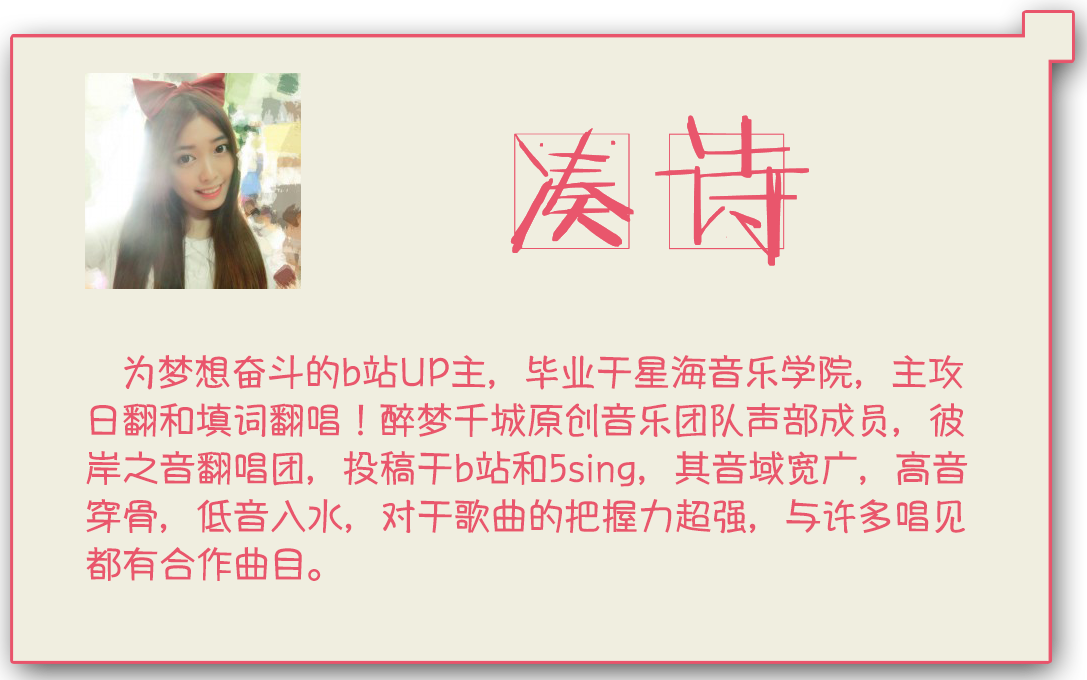 凑诗
为梦想奋斗的b站UP主，毕业于星海音乐学院，主攻
日翻和填词翻唱！醉梦千城原创音乐团队声部成员，彼
岸之音翻唱团，投稿于b站和5sing，其音域宽广，高音
穿骨，低音入水，对于歌曲的把握力超强，与许多唱见
都有合作曲目。